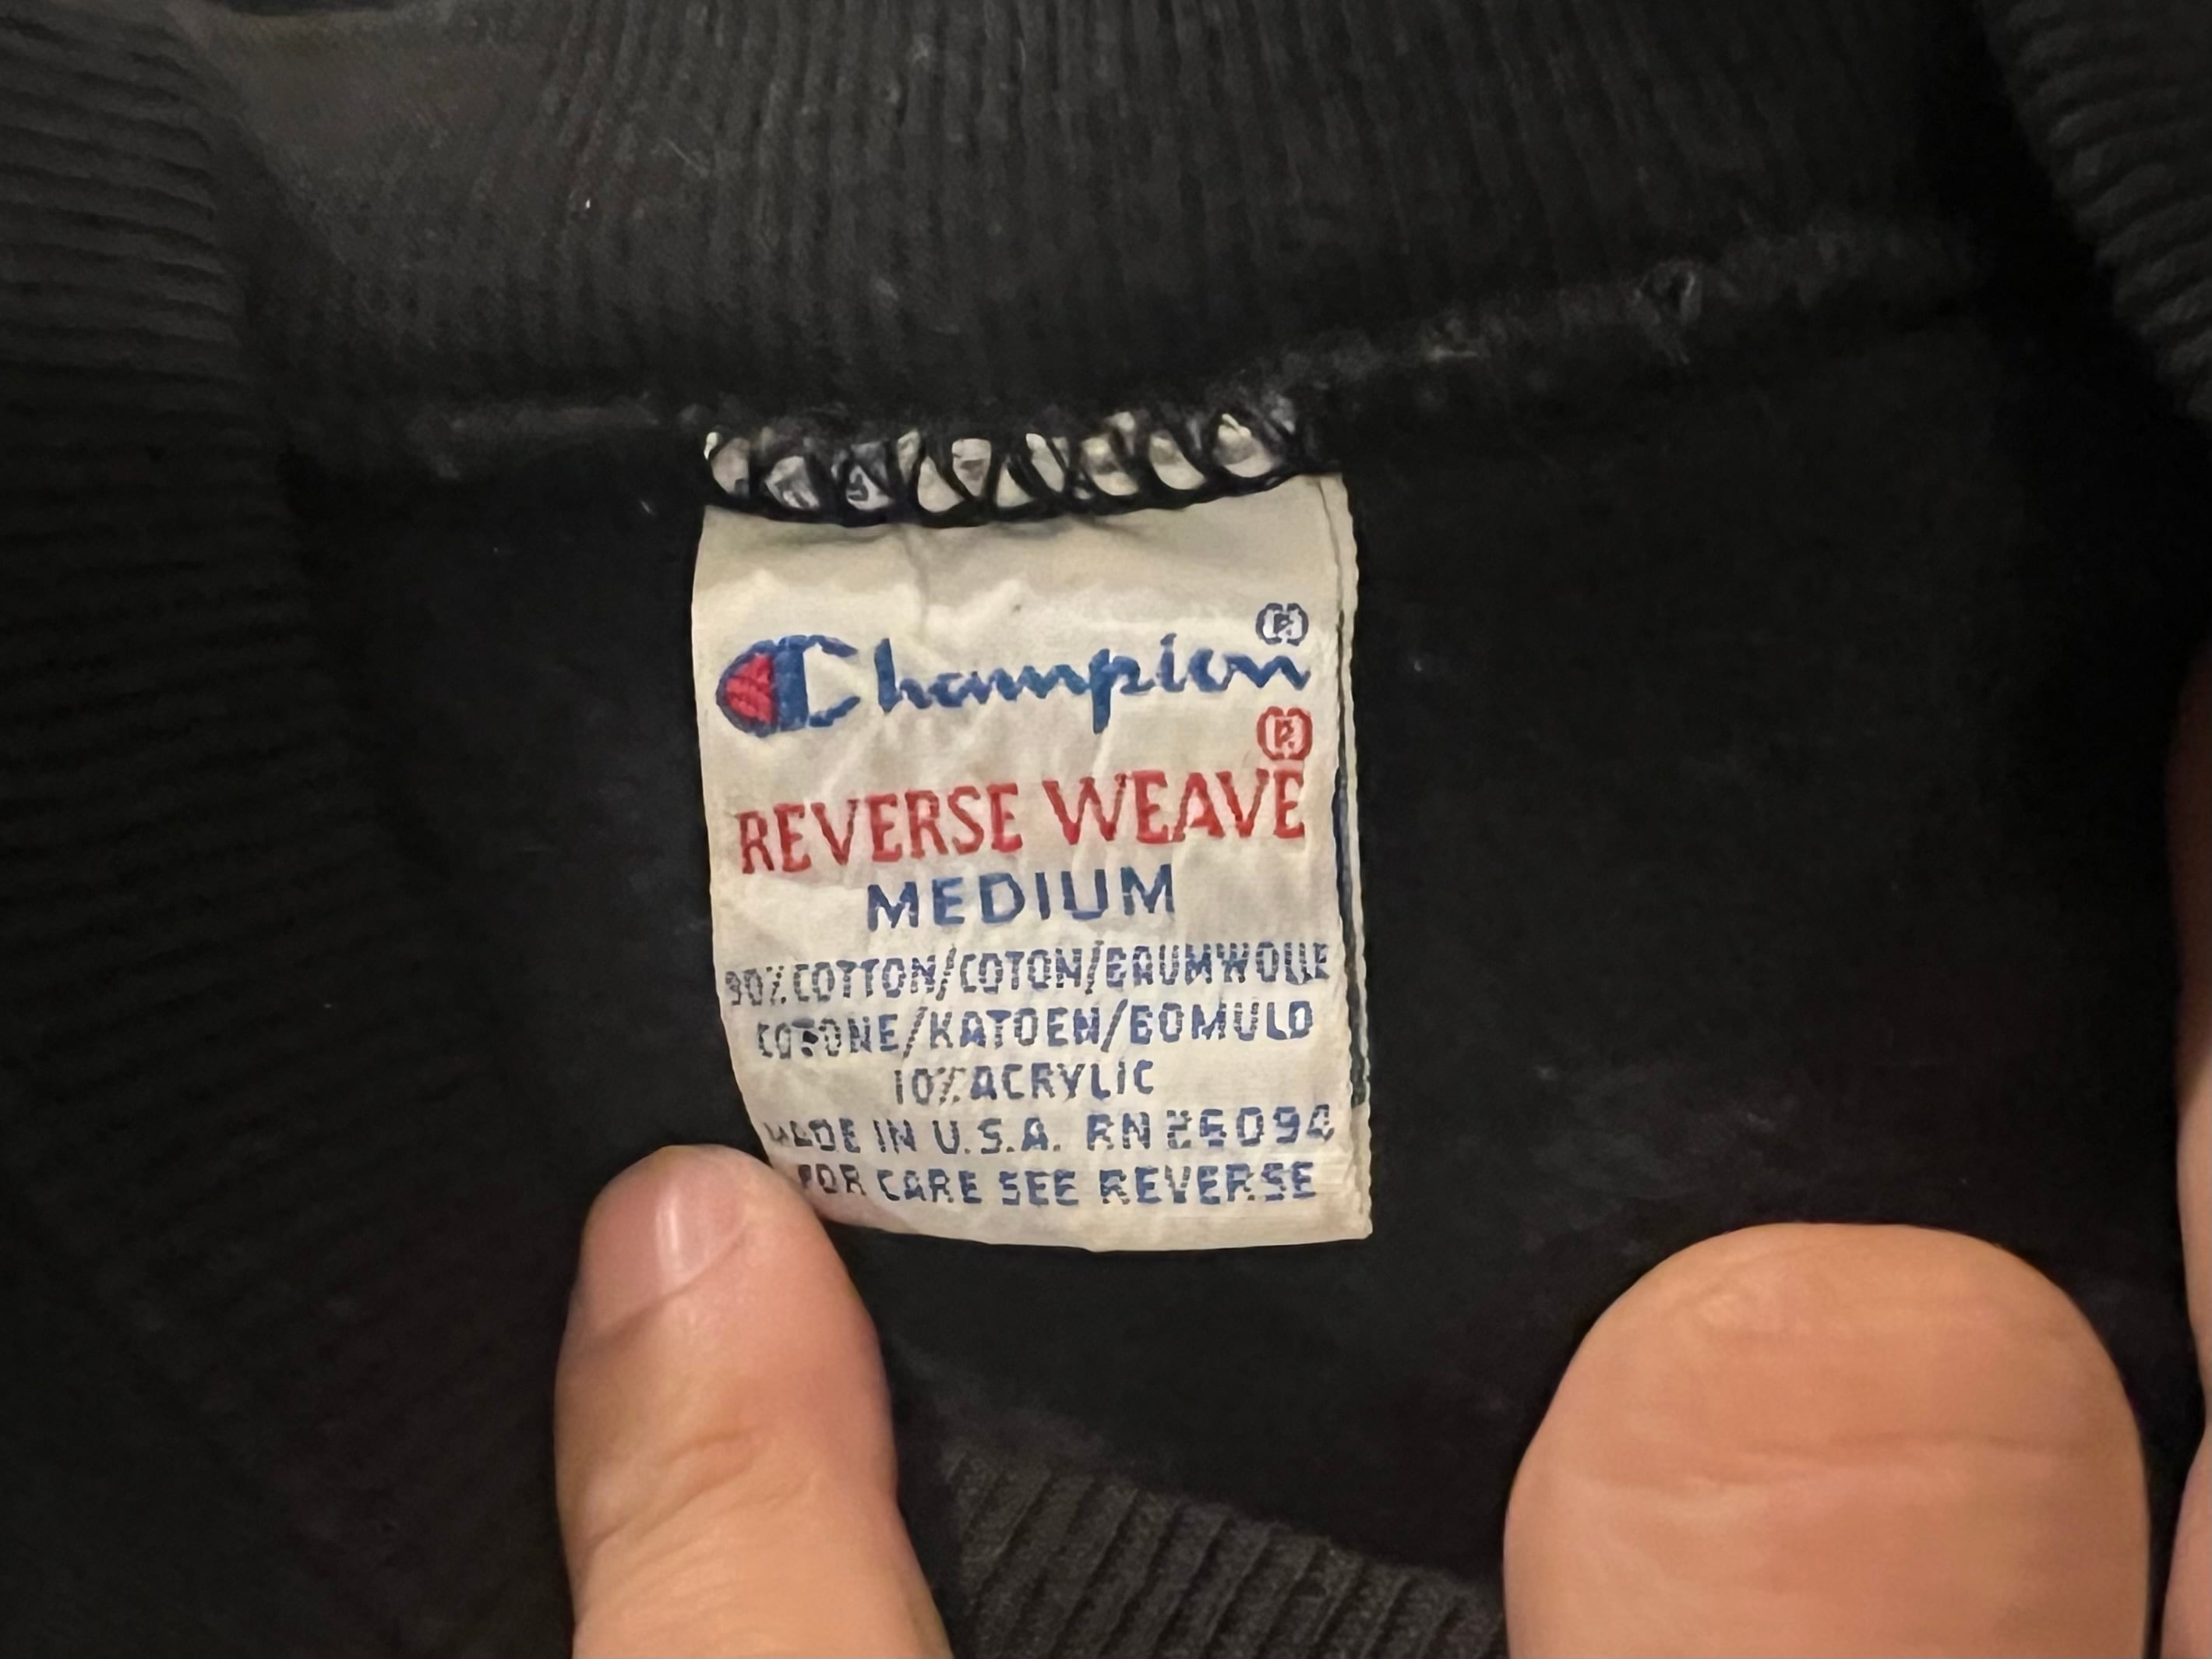 Champion®
REVERSE WEAVE®
MEDIUM
90% COTTON/COTON/BAUMWOLLE
COTONE/KATOEN/BOMULD
10% ACRYLIC
MADE IN U.S.A. RN 26094
FOR CARE SEE REVERSE